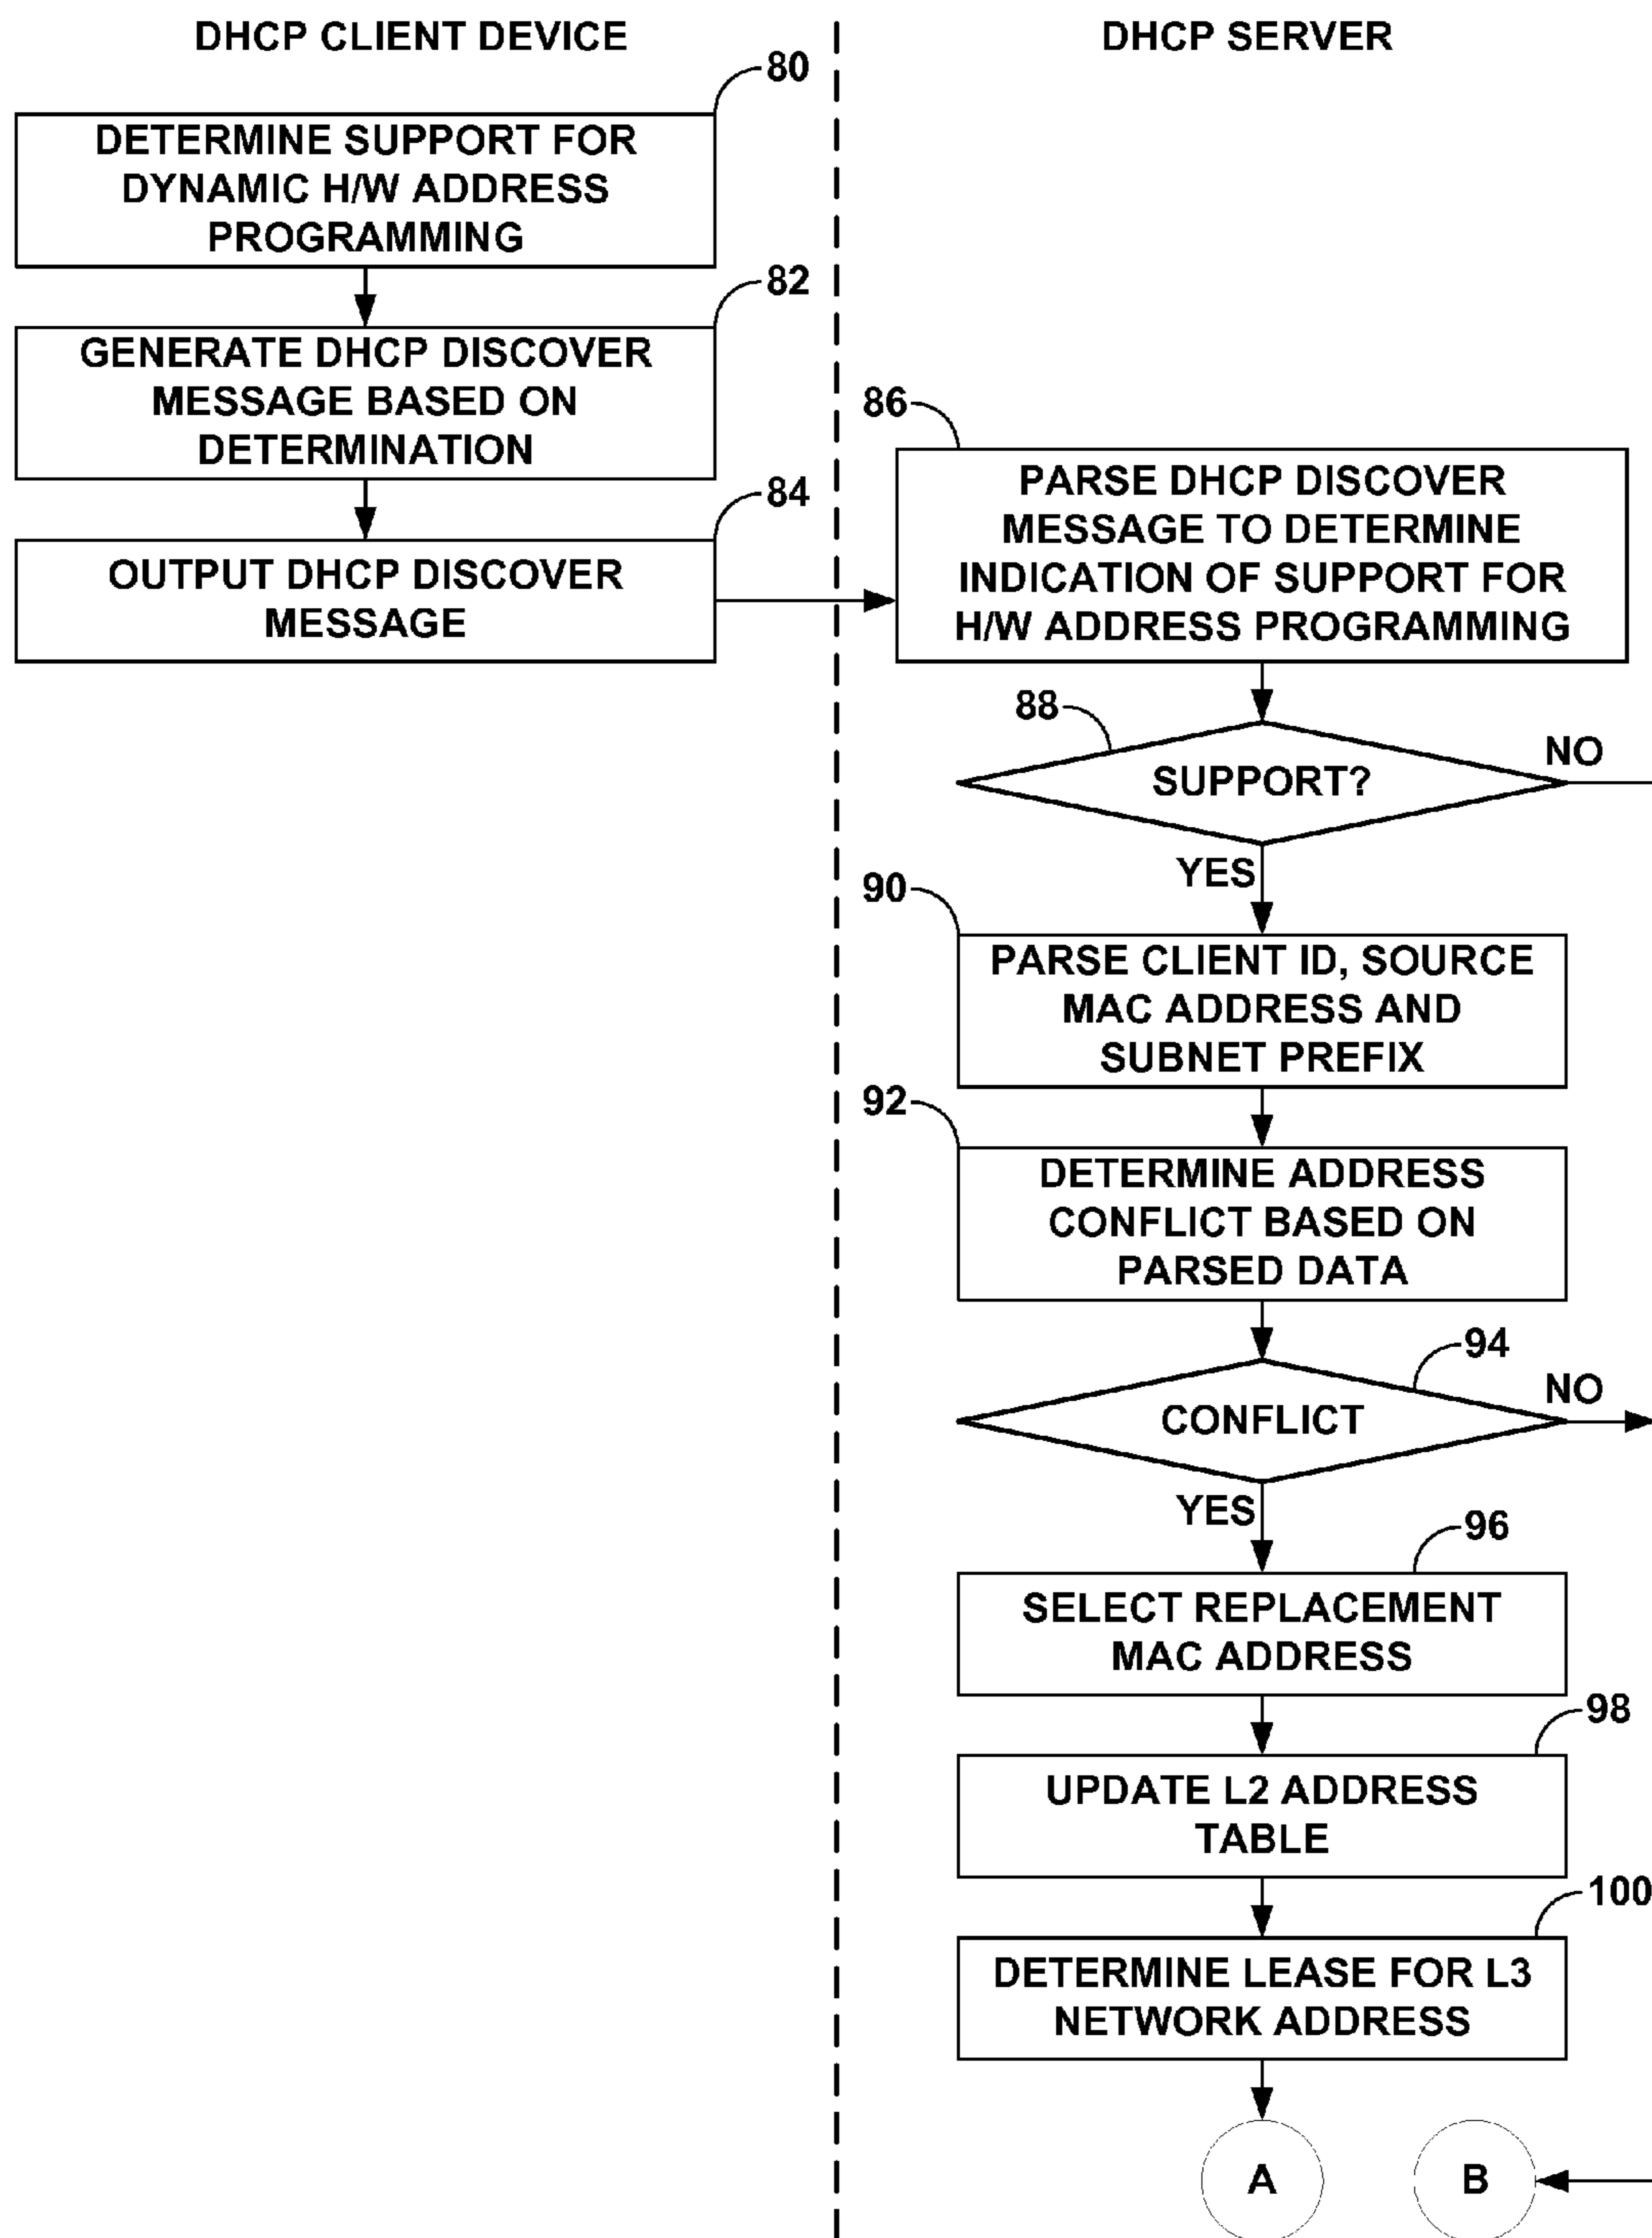 DHCP CLIENT DEVICE
DHCP SERVER
80
DETERMINE SUPPORT FOR
DYNAMIC H/W ADDRESS
PROGRAMMING
82
GENERATE DHCP DISCOVER
MESSAGE BASED ON
DETERMINATION
84
OUTPUT DHCP DISCOVER
MESSAGE
86
PARSE DHCP DISCOVER
MESSAGE TO DETERMINE
INDICATION OF SUPPORT FOR
H/W ADDRESS PROGRAMMING
88
SUPPORT?
NO
YES
90
PARSE CLIENT ID, SOURCE
MAC ADDRESS AND
SUBNET PREFIX
92
DETERMINE ADDRESS
CONFLICT BASED ON
PARSED DATA
94
CONFLICT
NO
YES
96
SELECT REPLACEMENT
MAC ADDRESS
98
UPDATE L2 ADDRESS
TABLE
100
DETERMINE LEASE FOR L3
NETWORK ADDRESS
A
B